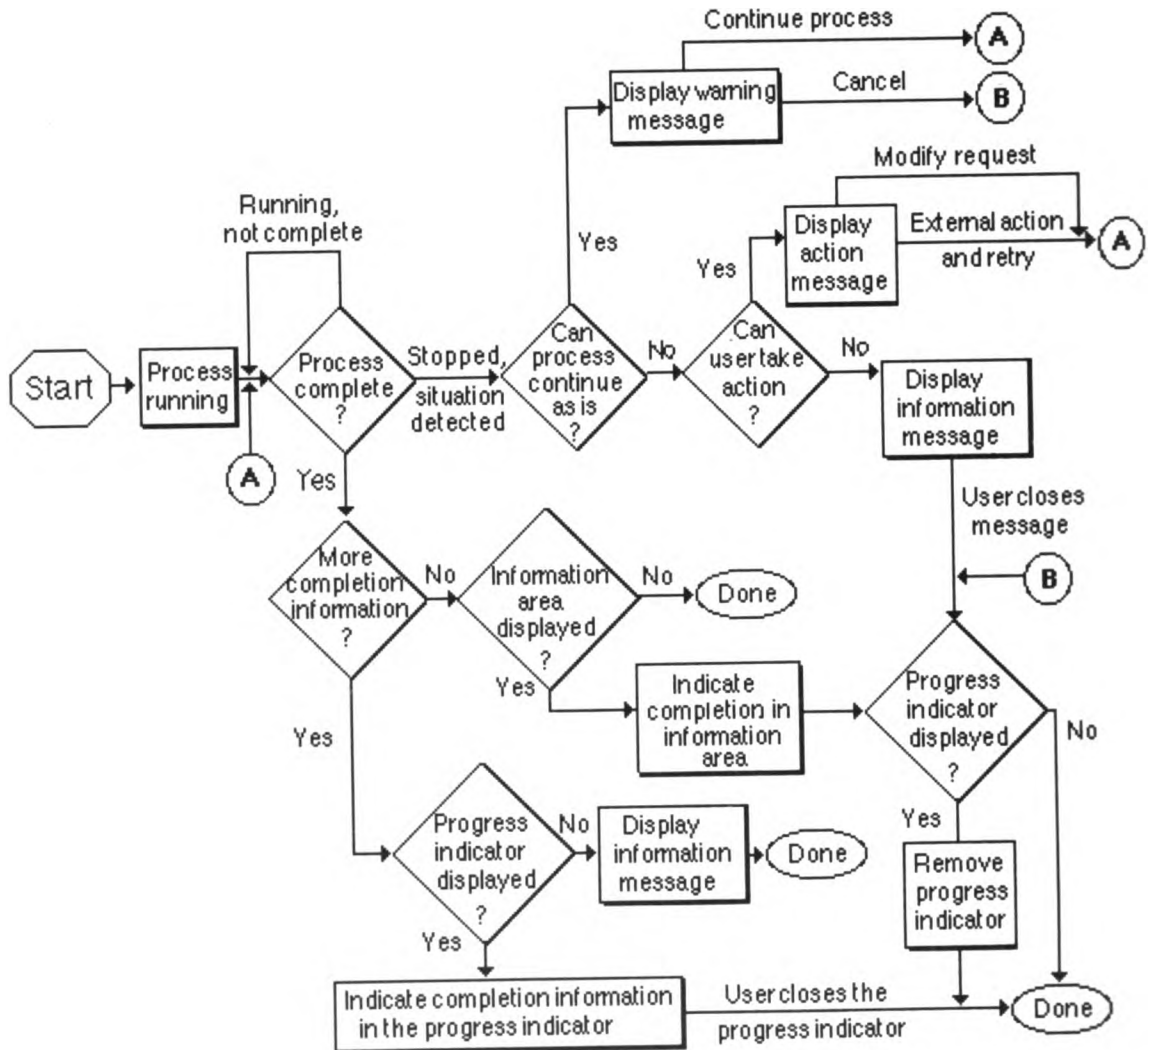 Continue process
A
Display warning
message
Cancel
B
Modify request
Running,
not complete
Yes
Display
action
message
External action
and retry
A
Yes
Start
Process
running
Process
complete
?
Stopped,
situation
detected
Can
process
continue
as is
?
No
Can
user take
action
?
No
Display
information
message
A
Yes
User closes
message
More
completion
information
?
No
Information
area
displayed
?
No
Done
B
Yes
Yes
Indicate
completion in
information
area
Progress
indicator
displayed
?
No
Progress
indicator
displayed
?
No
Display
information
message
Done
Yes
Remove
progress
indicator
Yes
Indicate completion information
in the progress indicator
User closes the
progress indicator
Done